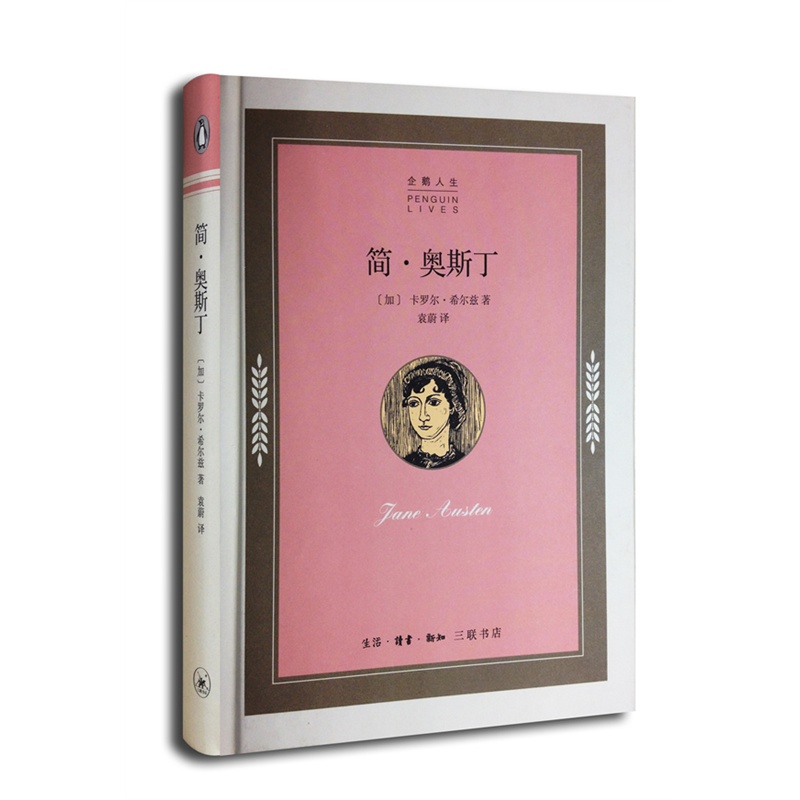 企鹅人生
PENGUIN
LIVES
简·奥斯丁
〔加〕 卡罗尔·希尔兹 著
袁蔚 译
Jane Austen
生活·讀書·新知 三联书店
简·奥斯丁
〔加〕卡罗尔·希尔兹 著
袁蔚 译